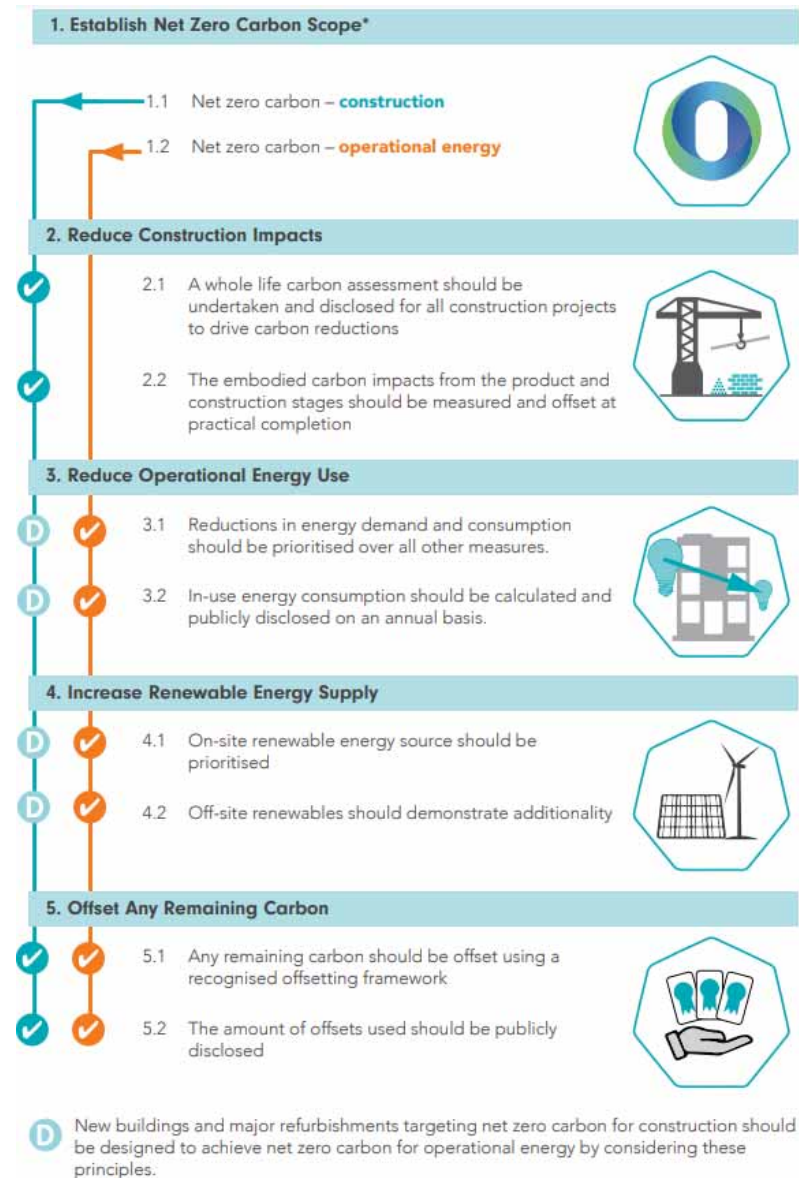 1. Establish Net Zero Carbon Scope*
1.1 Net zero carbon – construction
1.2 Net zero carbon – operational energy
2. Reduce Construction Impacts
2.1 A whole life carbon assessment should be
undertaken and disclosed for all construction projects
to drive carbon reductions
2.2 The embodied carbon impacts from the product and
construction stages should be measured and offset at
practical completion
3. Reduce Operational Energy Use
D 3.1 Reductions in energy demand and consumption
should be prioritised over all other measures.
D 3.2 In-use energy consumption should be calculated and
publicly disclosed on an annual basis.
4. Increase Renewable Energy Supply
D 4.1 On-site renewable energy source should be
prioritised
D 4.2 Off-site renewables should demonstrate additionality
5. Offset Any Remaining Carbon
5.1 Any remaining carbon should be offset using a
recognised offsetting framework
5.2 The amount of offsets used should be publicly
disclosed
D New buildings and major refurbishments targeting net zero carbon for construction should
be designed to achieve net zero carbon for operational energy by considering these
principles.